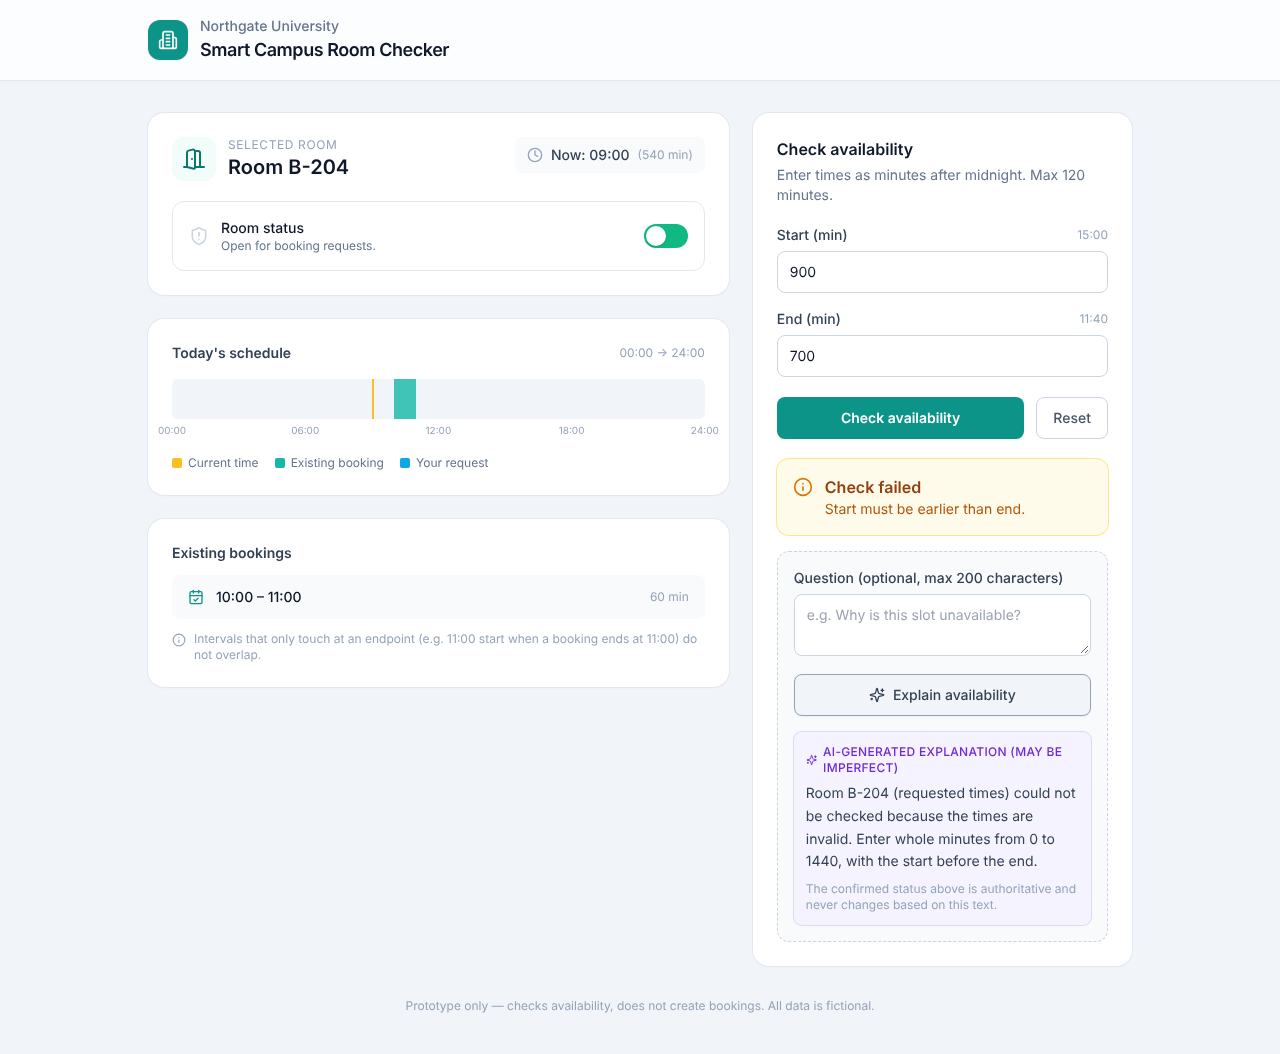 Northgate University
Smart Campus Room Checker
SELECTED ROOM
Room B-204
Now: 09:00 (540 min)
Room status
Open for booking requests.
Today's schedule
00:00 → 24:00
00:00 06:00 12:00 18:00 24:00
Current time Existing booking Your request
Existing bookings
10:00 – 11:00 60 min
Intervals that only touch at an endpoint (e.g. 11:00 start when a booking ends at 11:00) do
not overlap.
Check availability
Enter times as minutes after midnight. Max 120
minutes.
Start (min) 15:00
900
End (min) 11:40
700
Check availability Reset
Check failed
Start must be earlier than end.
Question (optional, max 200 characters)
e.g. Why is this slot unavailable?
Explain availability
AI-GENERATED EXPLANATION (MAY BE
IMPERFECT)
Room B-204 (requested times) could not
be checked because the times are
invalid. Enter whole minutes from 0 to
1440, with the start before the end.
The confirmed status above is authoritative and
never changes based on this text.
Prototype only — checks availability, does not create bookings. All data is fictional.